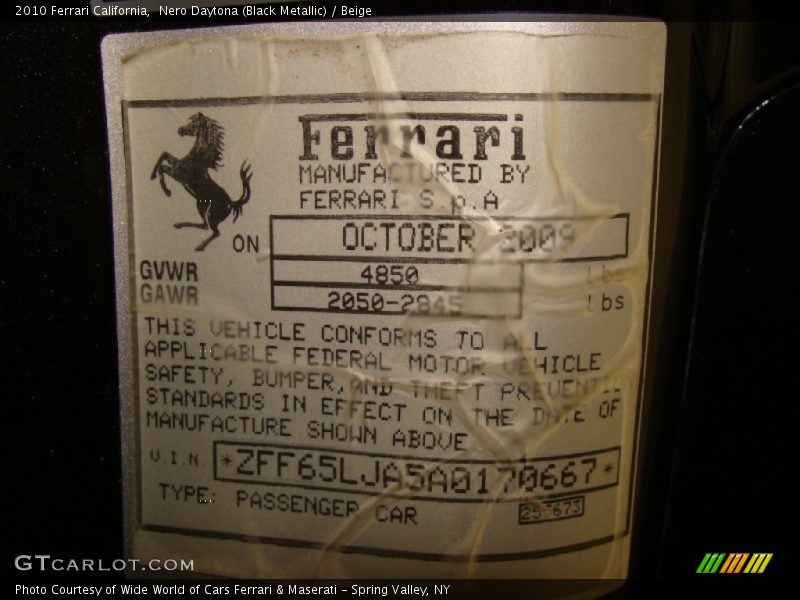 2010 Ferrari California,  Nero Daytona (Black Metallic) / Beige
Ferrari
MANUFACTURED BY
FERRARI S.p.A
ON OCTOBER 2009
GVWR 4850 Lbs
GAWR 2050-2845 Lbs
THIS VEHICLE CONFORMS TO ALL
APPLICABLE FEDERAL MOTOR VEHICLE
SAFETY, BUMPER, AND THEFT PREVENTIO
STANDARDS IN EFFECT ON THE DATE OF
MANUFACTURE SHOWN ABOVE
V.I.N. *ZFF65LJA5A0170667*
TYPE: PASSENGER CAR
GTCARLOT.COM
Photo Courtesy of Wide World of Cars Ferrari & Maserati – Spring Valley, NY